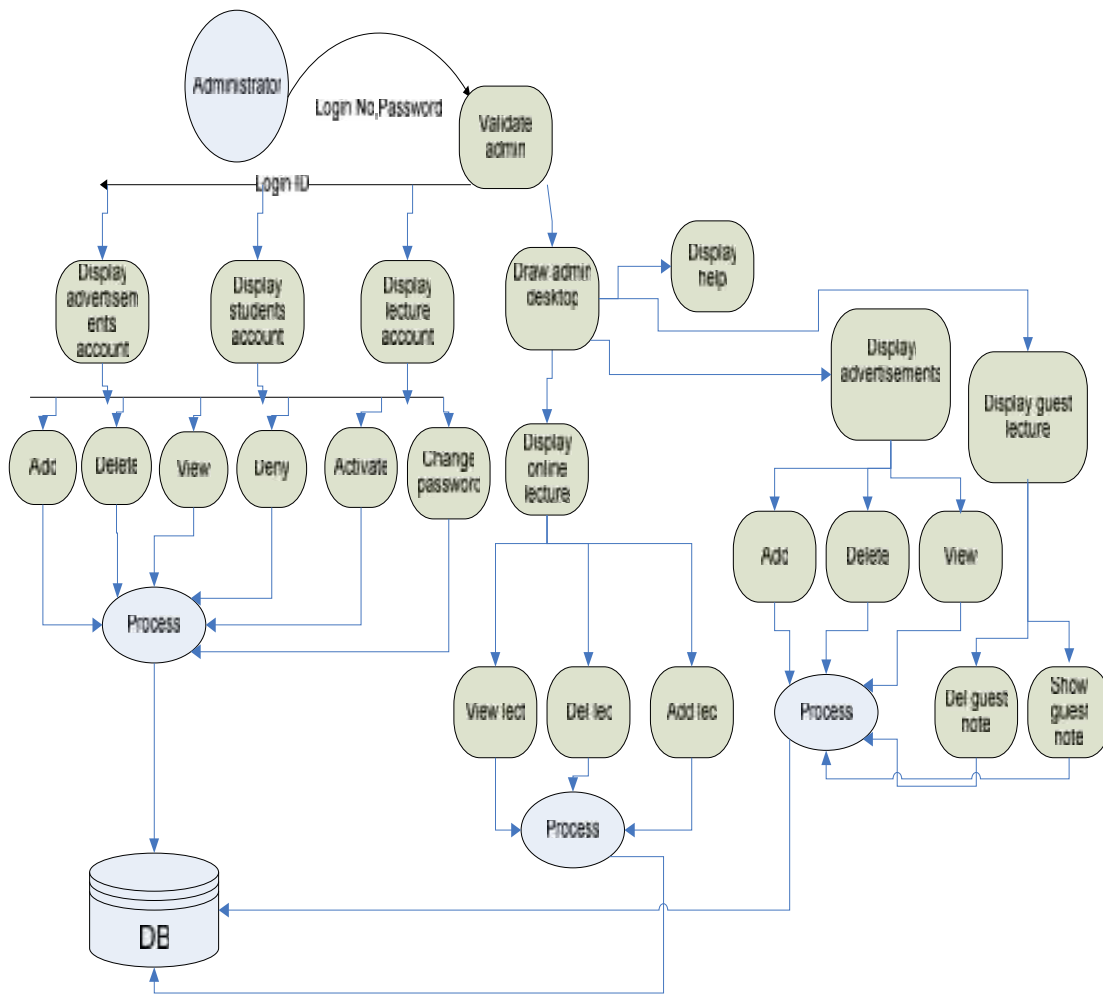 Administrator
Login No,Password
Validate
admin
Login ID
Display
advertisem
ents
account
Display
students
account
Display
lecture
account
Draw admin
desktop
Display
help
Display
advertisements
Display guest
lecture
Add
Delete
View
Deny
Activate
Change
password
Display
online
lecture
Add
Delete
View
Process
View lect
Del lec
Add lec
Process
Del guest
note
Show
guest
note
Process
DB